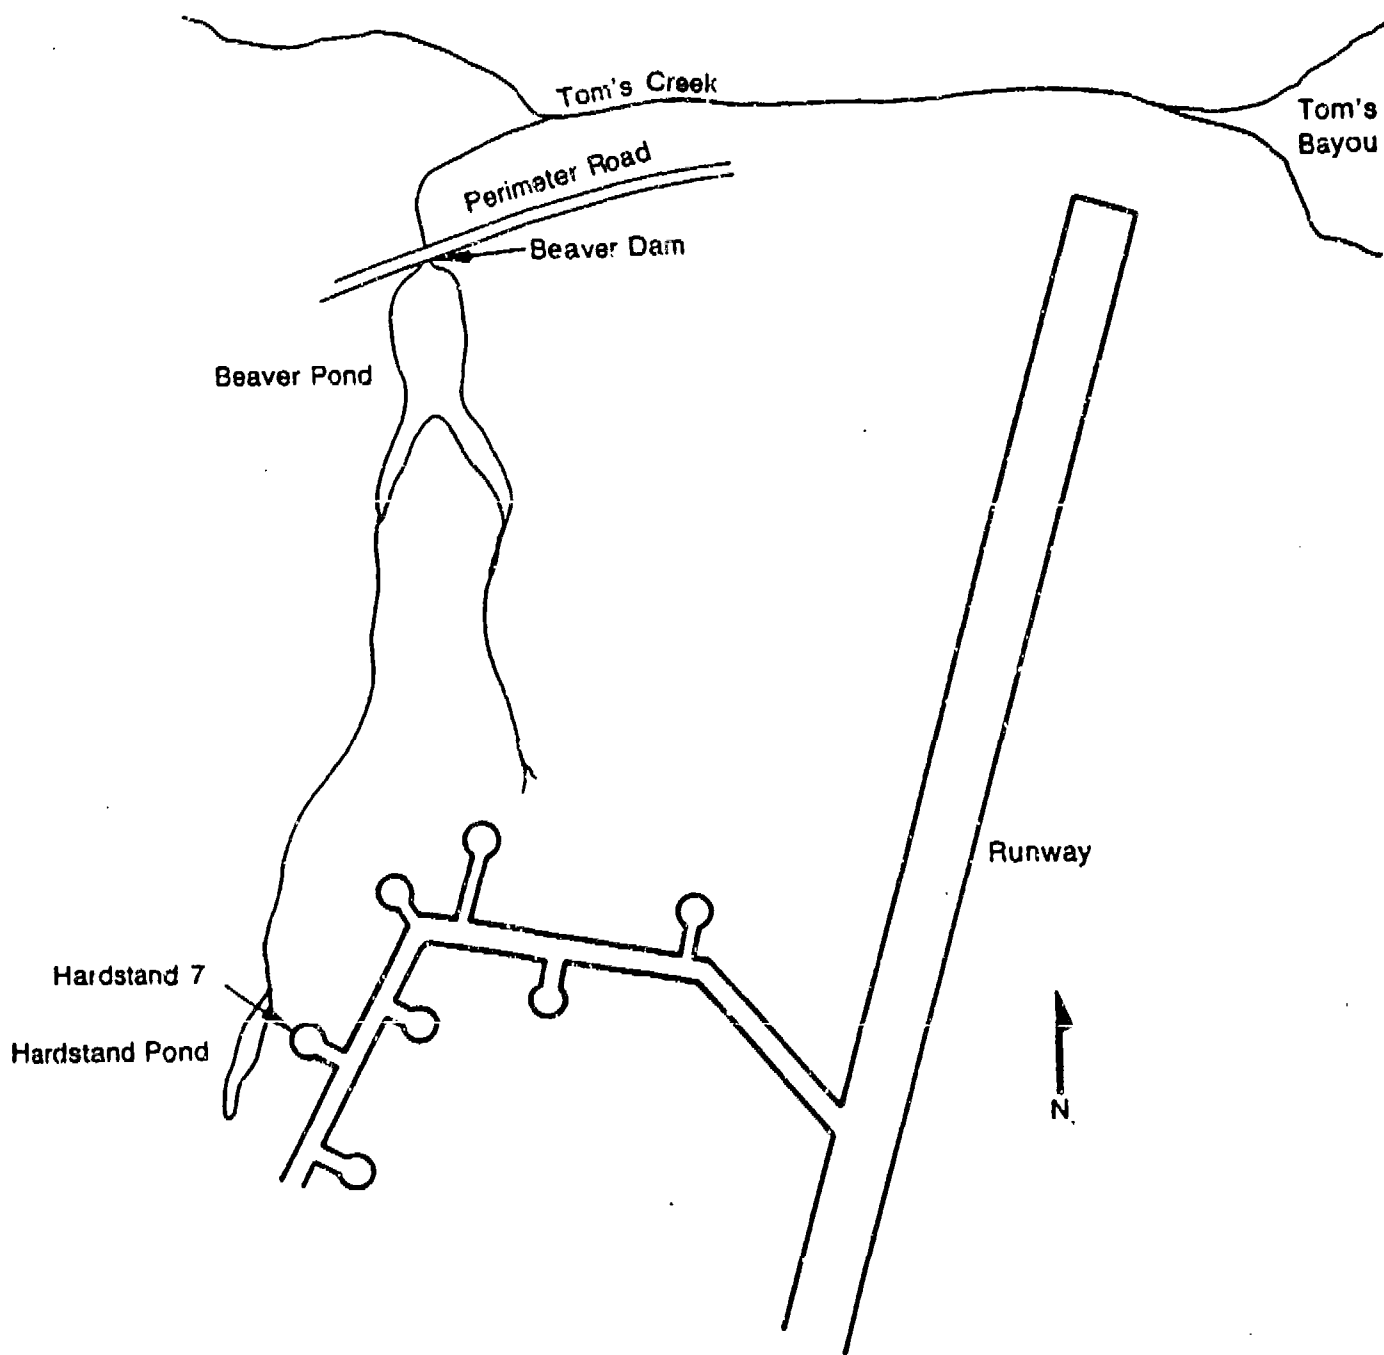 Tom's Creek
Tom's
Bayou
Perimeter Road
Beaver Dam
Beaver Pond
Runway
Hardstand 7
Hardstand Pond
N